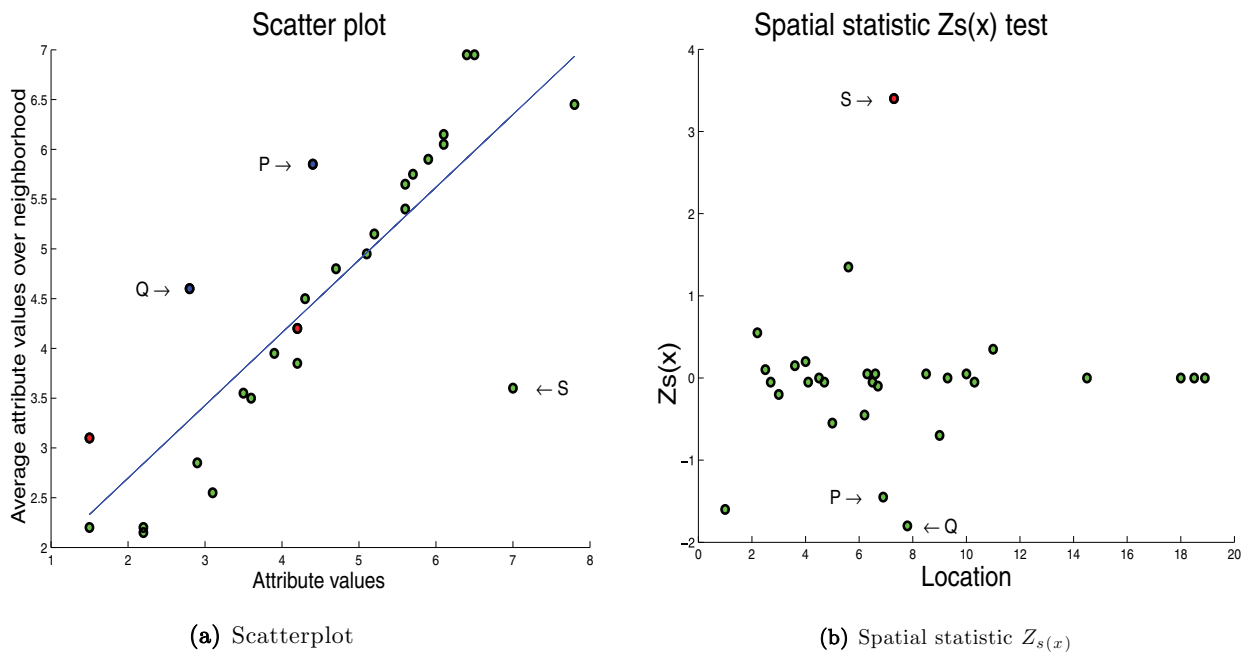 Scatter plot
7
6.5
6
5.5
5
4.5
4
3.5
3
2.5
2
Average attribute values over neighborhood
P →
Q →
← S
1 2 3 4 5 6 7 8
Attribute values
(a) Scatterplot
Spatial statistic Zs(x) test
4
3
2
1
0
−1
−2
Zs(x)
S →
P →
← Q
0 2 4 6 8 10 12 14 16 18 20
Location
(b) Spatial statistic Zs(x)